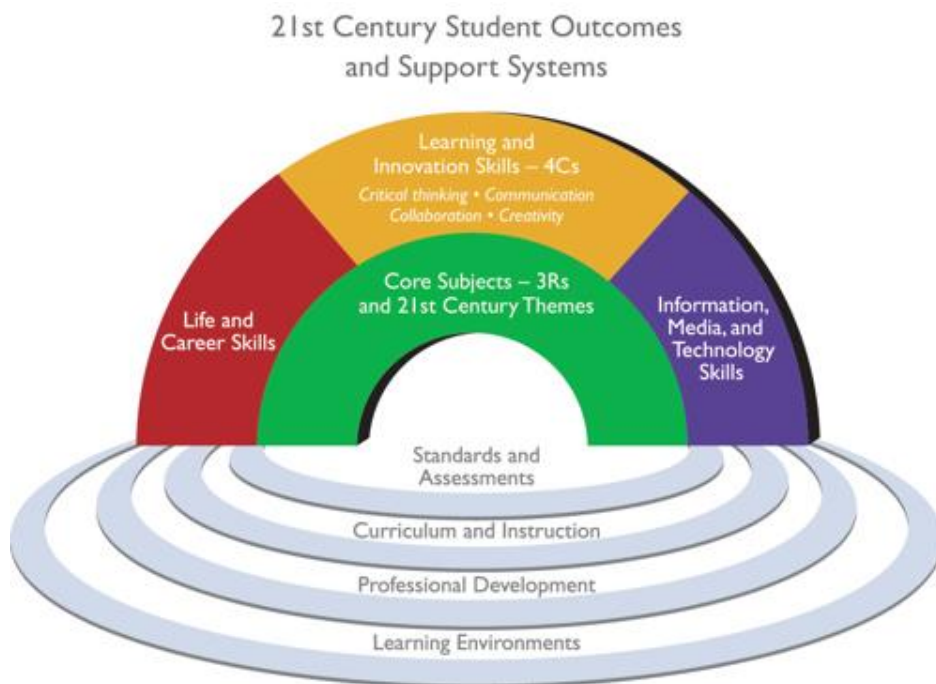 21st Century Student Outcomes
and Support Systems
Learning and
Innovation Skills – 4Cs
Critical thinking • Communication
Collaboration • Creativity
Core Subjects – 3Rs
and 21st Century Themes
Life and
Career Skills
Information,
Media, and
Technology
Skills
Standards and
Assessments
Curriculum and Instruction
Professional Development
Learning Environments